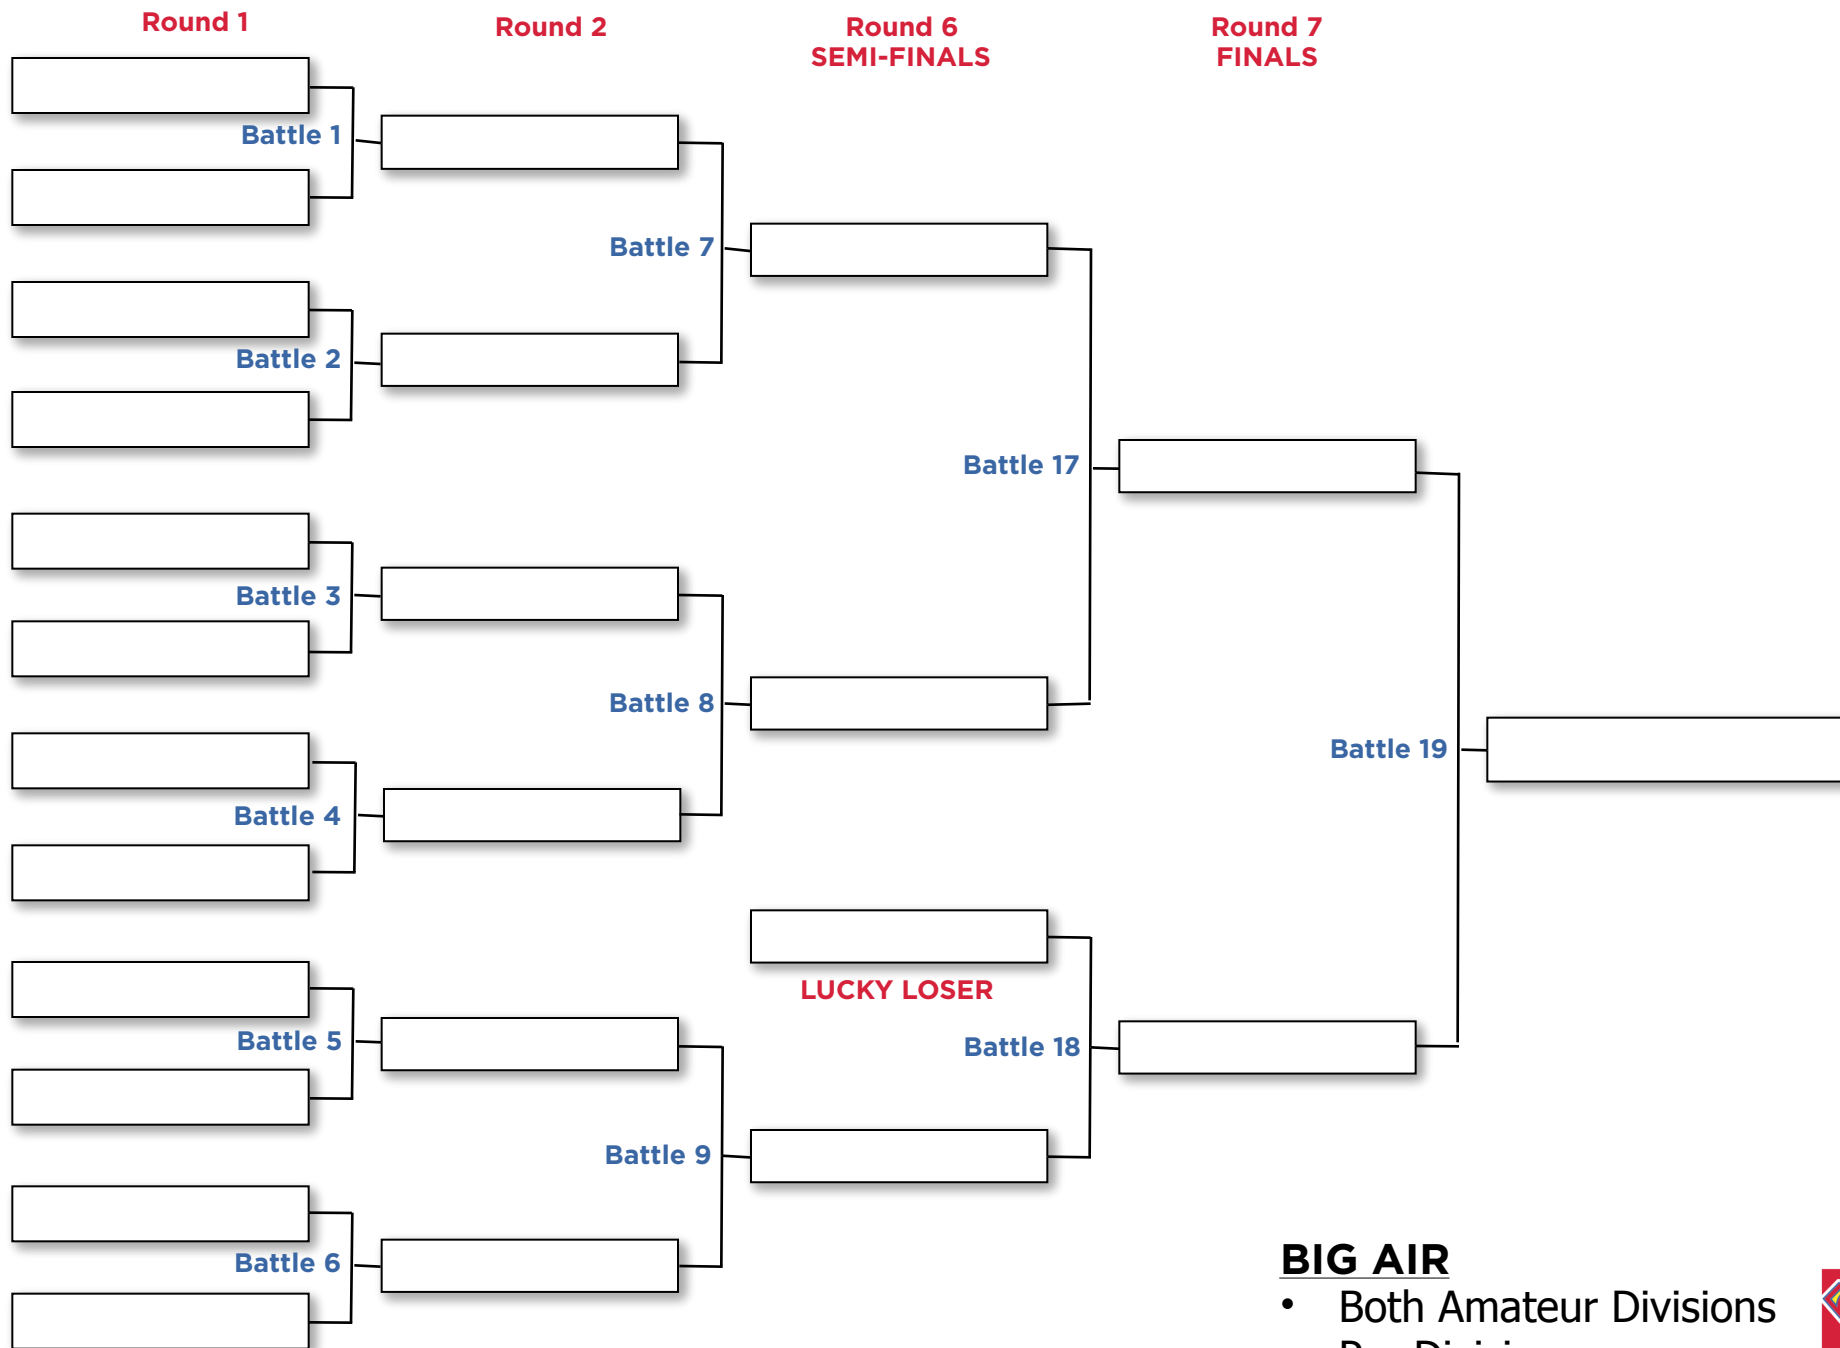 Round 1
Round 2
Round 6
SEMI-FINALS
Round 7
FINALS
Battle 1
Battle 7
Battle 2
Battle 17
Battle 3
Battle 8
Battle 19
Battle 4
LUCKY LOSER
Battle 5
Battle 18
Battle 9
Battle 6
BIG AIR
• Both Amateur Divisions